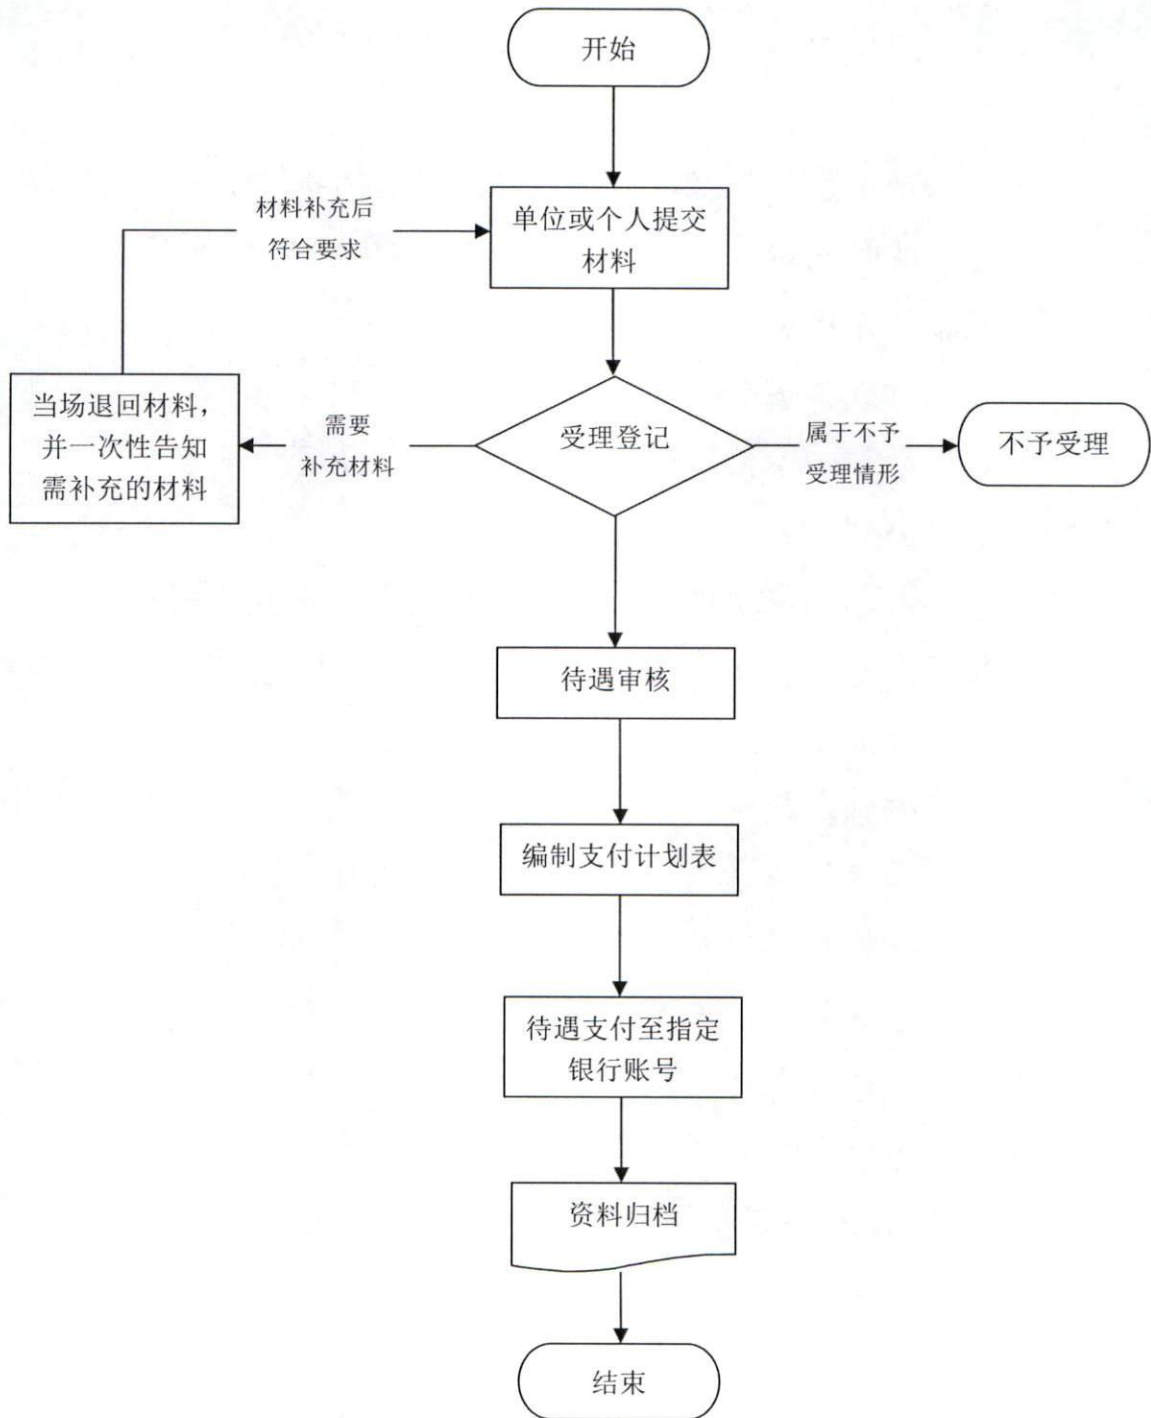 开始
材料补充后
符合要求
单位或个人提交
材料
当场退回材料，
并一次性告知
需补充的材料
需要
补充材料
受理登记
属于不予
受理情形
不予受理
待遇审核
编制支付计划表
待遇支付至指定
银行账号
资料归档
结束